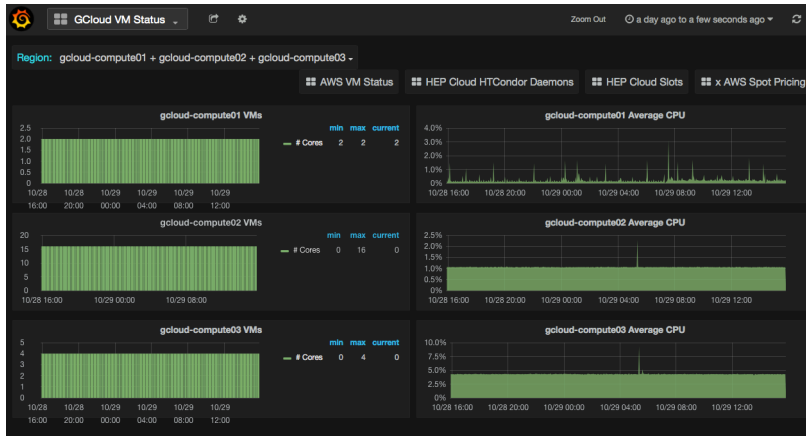 GCloud VM Status
Zoom Out a day ago to a few seconds ago
Region: gcloud-compute01 + gcloud-compute02 + gcloud-compute03
AWS VM Status HEP Cloud HTCondor Daemons HEP Cloud Slots x AWS Spot Pricing
gcloud-compute01 VMs
2.5
2.0
1.5
1.0
0.5
0
10/28 10/28 10/29 10/29 10/29 10/29
16:00 20:00 00:00 04:00 08:00 12:00
min max current
# Cores 2 2 2
gcloud-compute01 Average CPU
4.0%
3.0%
2.0%
1.0%
0%
10/28 16:00 10/28 20:00 10/29 00:00 10/29 04:00 10/29 08:00 10/29 12:00
gcloud-compute02 VMs
20
15
10
5
0
10/28 16:00 10/29 00:00 10/29 08:00
min max current
# Cores 0 16 0
gcloud-compute02 Average CPU
2.5%
2.0%
1.5%
1.0%
0.5%
0%
10/28 16:00 10/28 20:00 10/29 00:00 10/29 04:00 10/29 08:00 10/29 12:00
gcloud-compute03 VMs
5
4
3
2
1
0
10/28 10/28 10/29 10/29 10/29 10/29
16:00 20:00 00:00 04:00 08:00 12:00
min max current
# Cores 0 4 0
gcloud-compute03 Average CPU
10.0%
7.5%
5.0%
2.5%
0%
10/28 16:00 10/28 20:00 10/29 00:00 10/29 04:00 10/29 08:00 10/29 12:00